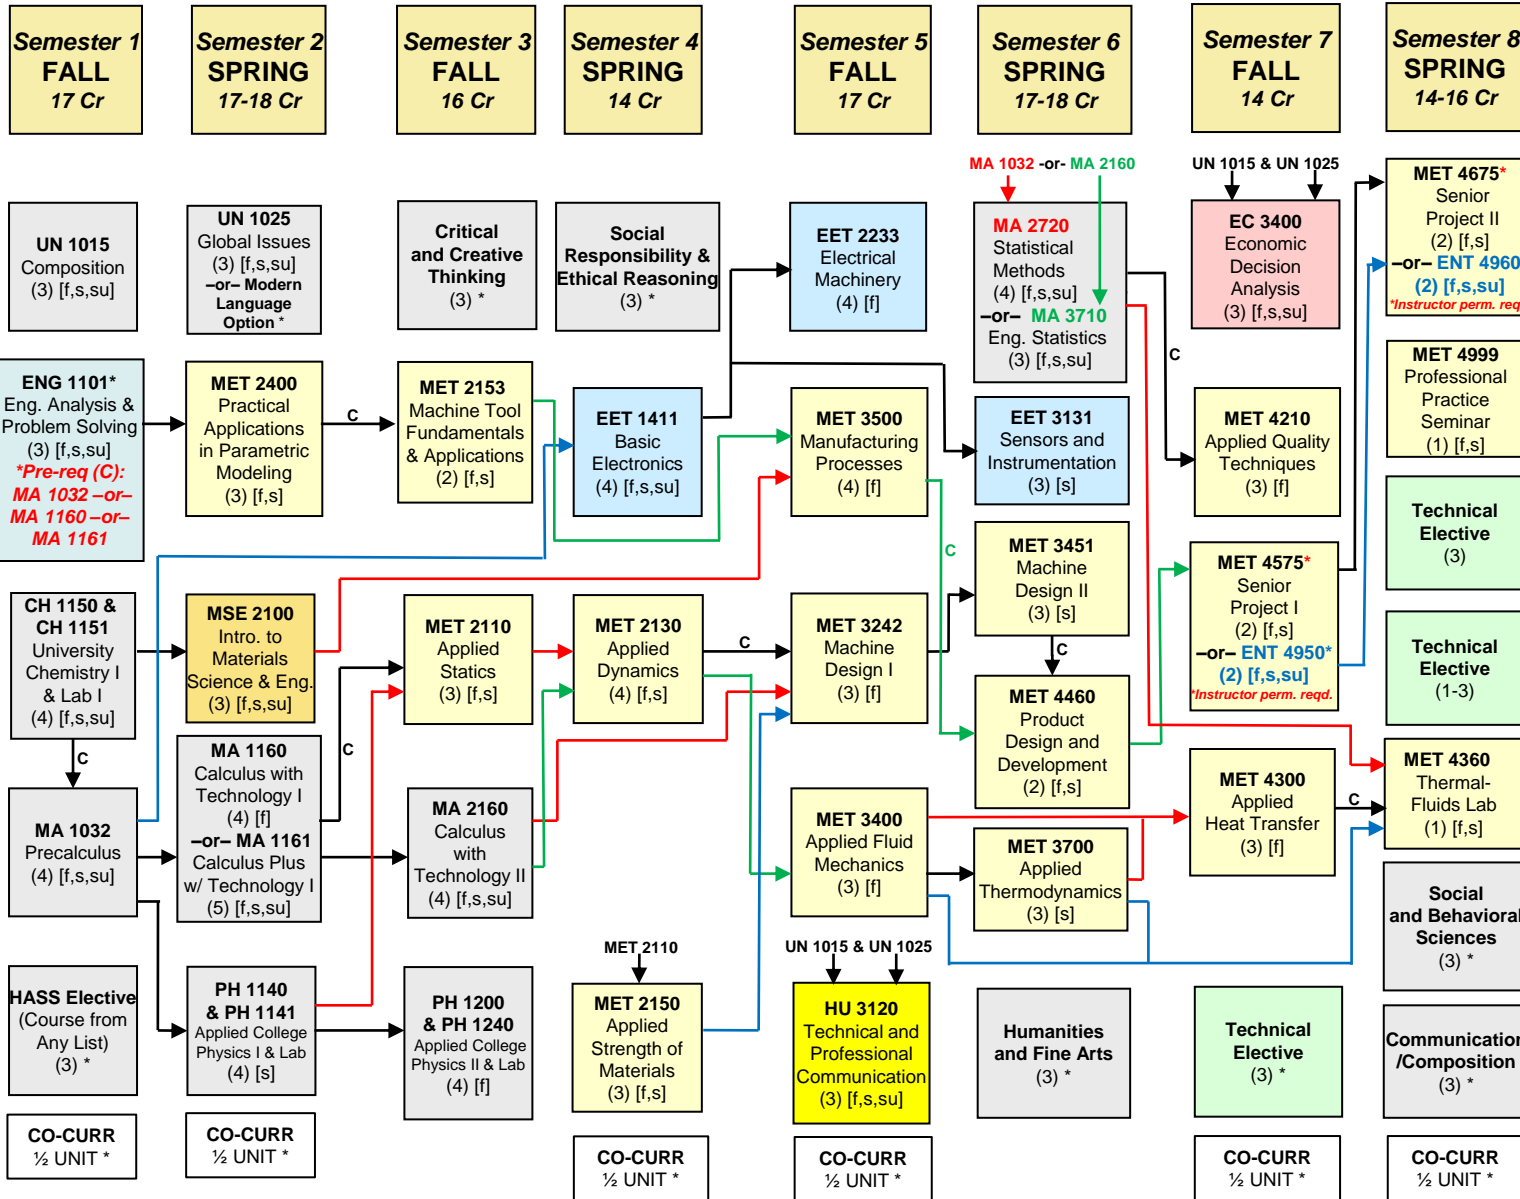 Semester 1
FALL
17 Cr
Semester 2
SPRING
17-18 Cr
Semester 3
FALL
16 Cr
Semester 4
SPRING
14 Cr
Semester 5
FALL
17 Cr
Semester 6
SPRING
17-18 Cr
Semester 7
FALL
14 Cr
Semester 8
SPRING
14-16 Cr
UN 1015
Composition
(3) [f,s,su]
ENG 1101*
Eng. Analysis &
Problem Solving
(3) [f,s,su]
*Pre-req (C):
MA 1032 –or–
MA 1160 –or–
MA 1161
CH 1150 &
CH 1151
University
Chemistry I
& Lab I
(4) [f,s,su]
C
MA 1032
Precalculus
(4) [f,s,su]
HASS Elective
(Course from
Any List)
(3) *
CO-CURR
½ UNIT *
UN 1025
Global Issues
(3) [f,s,su]
–or– Modern
Language
Option *
MET 2400
Practical
Applications
in Parametric
Modeling
(3) [f,s]
C
MSE 2100
Intro. to
Materials
Science & Eng.
(3) [f,s,su]
MA 1160
Calculus with
Technology I
(4) [f]
–or– MA 1161
Calculus Plus
w/ Technology I
(5) [f,s,su]
C
PH 1140
& PH 1141
Applied College
Physics I & Lab
(4) [s]
CO-CURR
½ UNIT *
Critical
and Creative
Thinking
(3) *
MET 2153
Machine Tool
Fundamentals
& Applications
(2) [f,s]
MET 2110
Applied
Statics
(3) [f,s]
MA 2160
Calculus
with
Technology II
(4) [f,s,su]
PH 1200
& PH 1240
Applied College
Physics II & Lab
(4) [f]
Social
Responsibility &
Ethical Reasoning
(3) *
EET 1411
Basic
Electronics
(4) [f,s,su]
MET 2130
Applied
Dynamics
(4) [f,s]
C
MET 2110
MET 2150
Applied
Strength of
Materials
(3) [f,s]
CO-CURR
½ UNIT *
EET 2233
Electrical
Machinery
(4) [f]
MET 3500
Manufacturing
Processes
(4) [f]
C
MET 3242
Machine
Design I
(3) [f]
MET 3400
Applied Fluid
Mechanics
(3) [f]
UN 1015 & UN 1025
HU 3120
Technical and
Professional
Communication
(3) [f,s,su]
CO-CURR
½ UNIT *
MA 1032 -or- MA 2160
MA 2720
Statistical
Methods
(4) [f,s,su]
–or– MA 3710
Eng. Statistics
(3) [f,s,su]
C
EET 3131
Sensors and
Instrumentation
(3) [s]
MET 3451
Machine
Design II
(3) [s]
C
MET 4460
Product
Design and
Development
(2) [f,s]
MET 3700
Applied
Thermodynamics
(3) [s]
Humanities
and Fine Arts
(3) *
UN 1015 & UN 1025
EC 3400
Economic
Decision
Analysis
(3) [f,s,su]
MET 4210
Applied Quality
Techniques
(3) [f]
MET 4575*
Senior
Project I
(2) [f,s]
–or– ENT 4950*
(2) [f,s,su]
*Instructor perm. reqd.
MET 4300
Applied
Heat Transfer
(3) [f]
C
Technical
Elective
(3) *
CO-CURR
½ UNIT *
MET 4675*
Senior
Project II
(2) [f,s]
–or– ENT 4960
(2) [f,s,su]
*Instructor perm. req
MET 4999
Professional
Practice
Seminar
(1) [f,s]
Technical
Elective
(3)
Technical
Elective
(1-3)
MET 4360
Thermal-
Fluids Lab
(1) [f,s]
Social
and Behavioral
Sciences
(3) *
Communication
/Composition
(3) *
CO-CURR
½ UNIT *